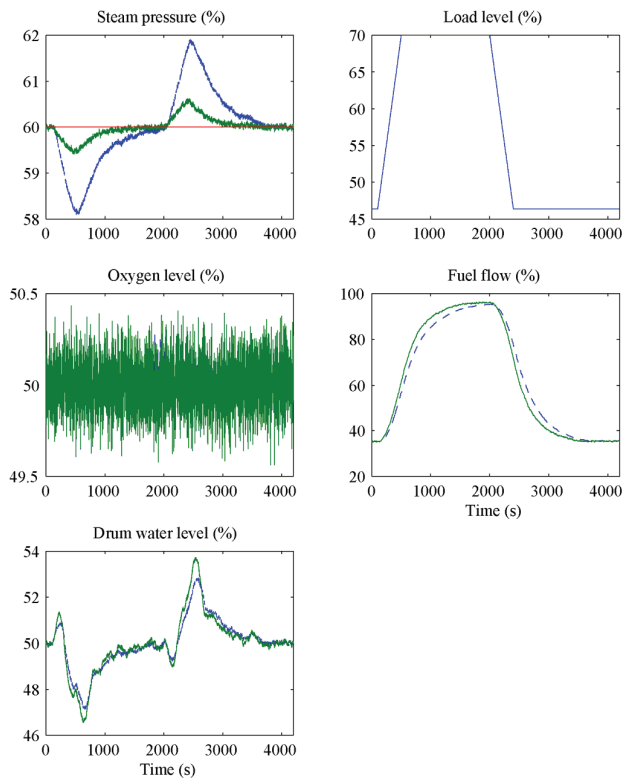 Steam pressure (%)
62
61
60
59
58
0 1000 2000 3000 4000
Load level (%)
70
65
60
55
50
45
0 1000 2000 3000 4000
Oxygen level (%)
50.5
50
49.5
0 1000 2000 3000 4000
Fuel flow (%)
100
80
60
40
20
0 1000 2000 3000 4000
Time (s)
Drum water level (%)
54
52
50
48
46
0 1000 2000 3000 4000
Time (s)